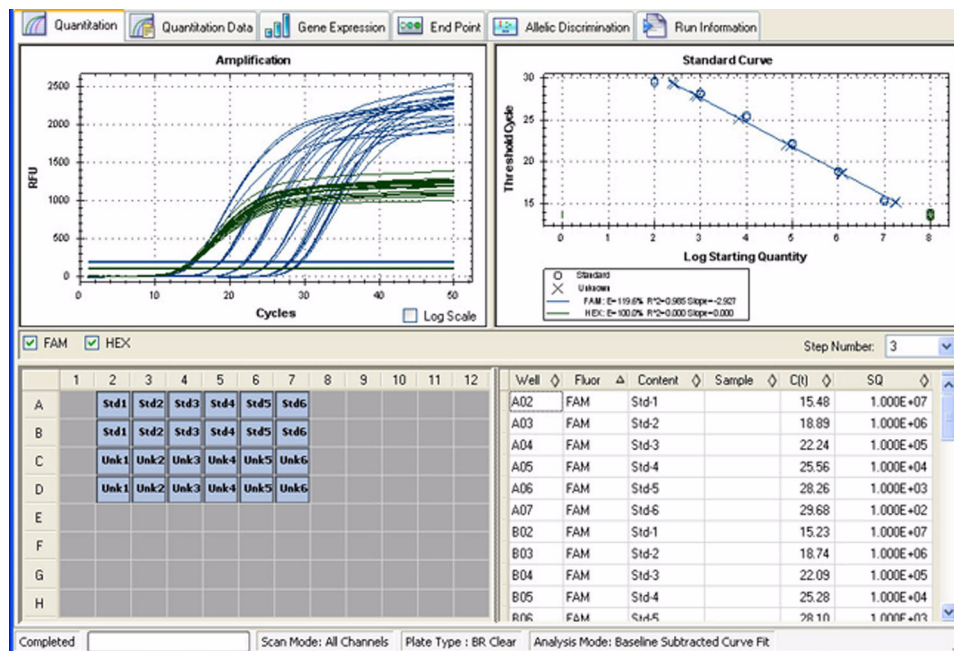 Quantitation Quantitation Data Gene Expression End Point Allelic Discrimination Run Information
Amplification
2500
2000
1500
1000
500
0
RFU
0 10 20 30 40 50
Cycles
Log Scale
Standard Curve
30
25
20
15
Threshold Cycle
0 1 2 3 4 5 6 7 8
Log Starting Quantity
Standard
Unknown
FAM: E=119.6% R^2=0.985 Slope=-2.927
HEX: E=100.0% R^2=0.000 Slope=0.000
FAM HEX
Step Number: 3
1 2 3 4 5 6 7 8 9 10 11 12
A Std1 Std2 Std3 Std4 Std5 Std6
B Std1 Std2 Std3 Std4 Std5 Std6
C Unk1 Unk2 Unk3 Unk4 Unk5 Unk6
D Unk1 Unk2 Unk3 Unk4 Unk5 Unk6
E
F
G
H
Well Fluor Content Sample C(t) SQ
A02 FAM Std-1 15.48 1.000E+07
A03 FAM Std-2 18.89 1.000E+06
A04 FAM Std-3 22.24 1.000E+05
A05 FAM Std-4 25.56 1.000E+04
A06 FAM Std-5 28.26 1.000E+03
A07 FAM Std-6 29.68 1.000E+02
B02 FAM Std-1 15.23 1.000E+07
B03 FAM Std-2 18.74 1.000E+06
B04 FAM Std-3 22.09 1.000E+05
B05 FAM Std-4 25.28 1.000E+04
B06 FAM Std-5 28.10 1.000E+03
Completed Scan Mode: All Channels Plate Type : BR Clear Analysis Mode: Baseline Subtracted Curve Fit